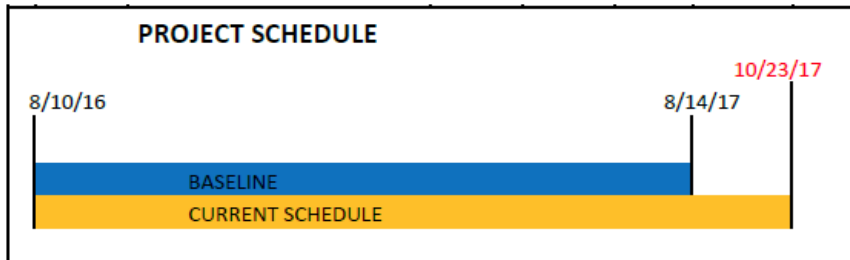 PROJECT SCHEDULE
10/23/17
8/10/16
8/14/17
BASELINE
CURRENT SCHEDULE